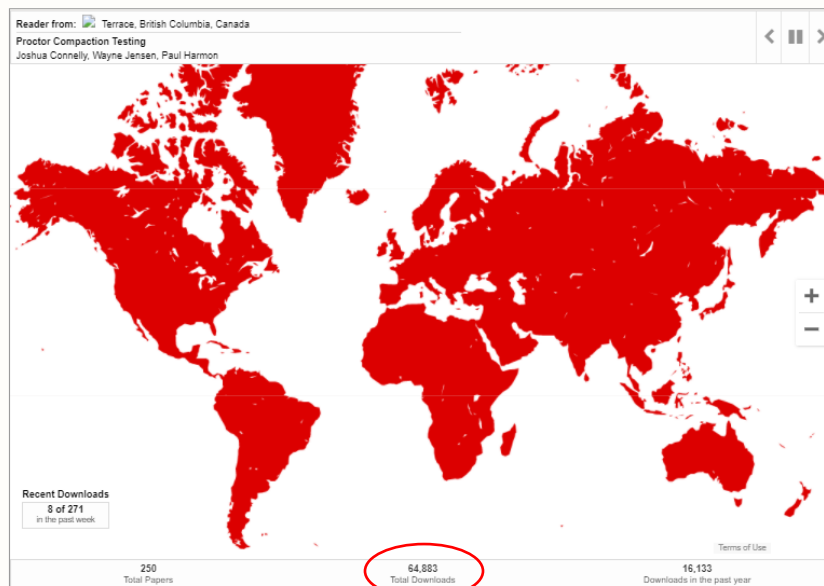 Reader from: Terrace, British Columbia, Canada
Proctor Compaction Testing
Joshua Connelly, Wayne Jensen, Paul Harmon
Recent Downloads
8 of 271
in the past week
Terms of Use
250
Total Papers
64,883
Total Downloads
16,133
Downloads in the past year